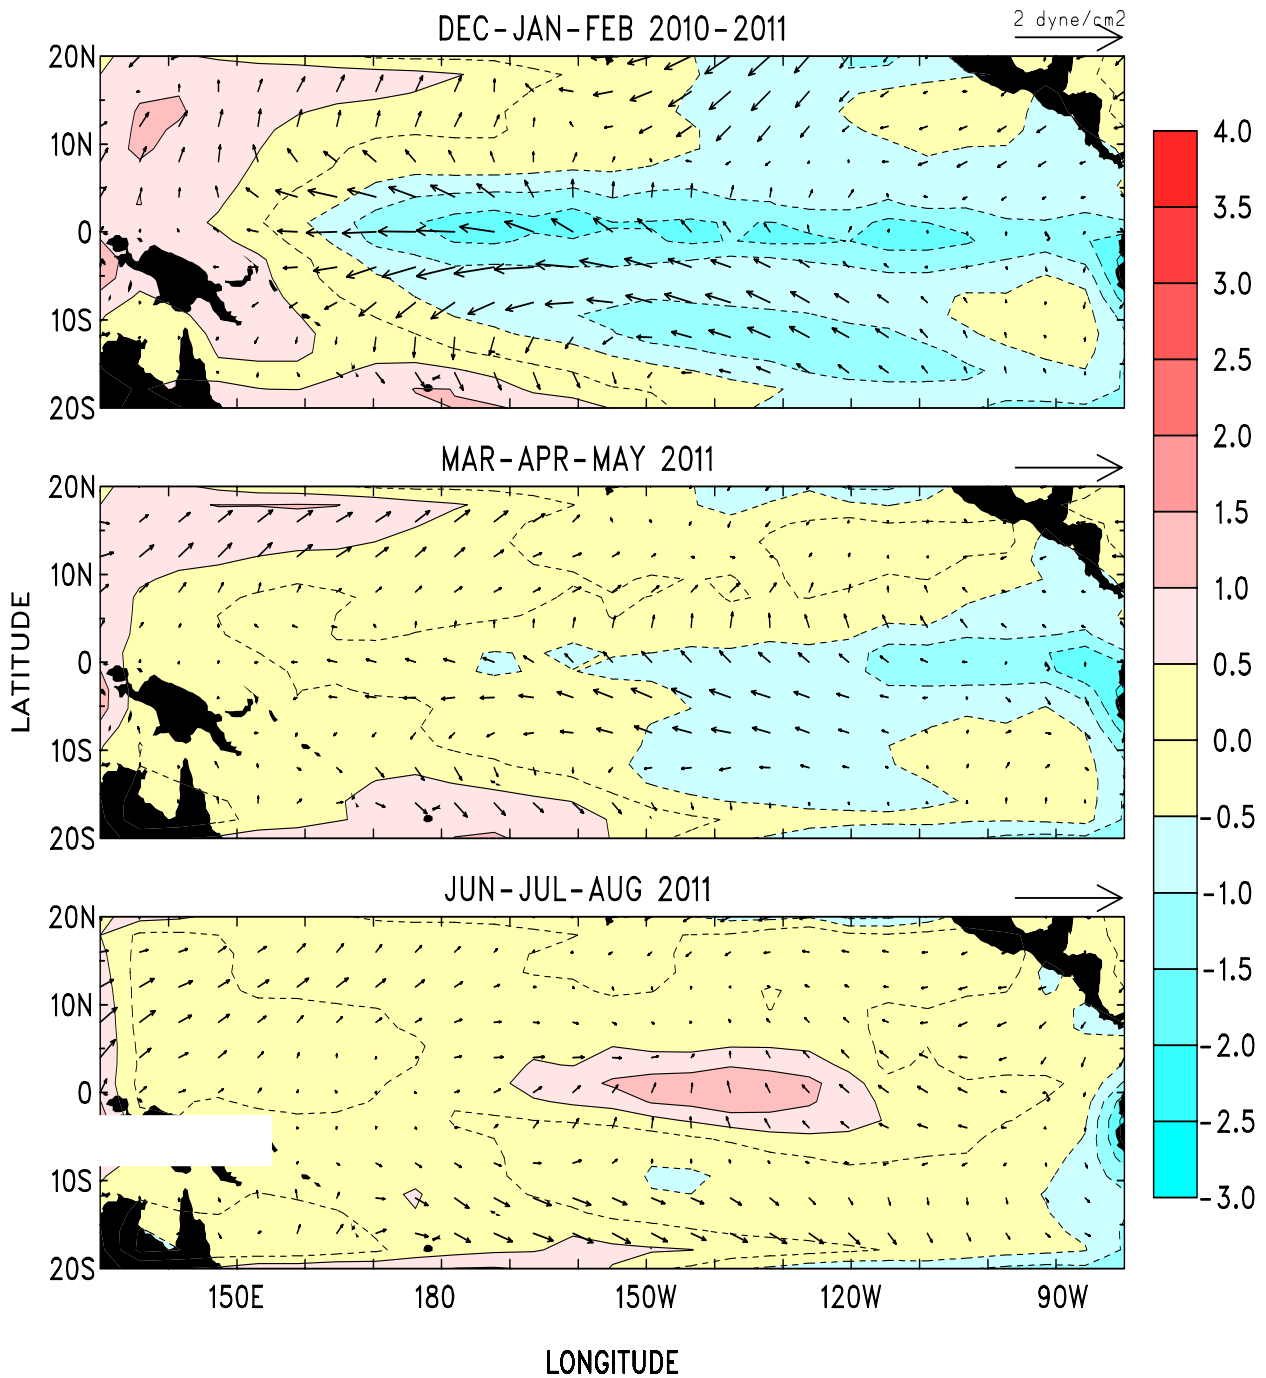 DEC-JAN-FEB 2010-2011
2 dyne/cm2
20N
10N
0
10S
20S
MAR-APR-MAY 2011
20N
10N
0
10S
20S
JUN-JUL-AUG 2011
20N
10N
0
10S
20S
150E 180 150W 120W 90W
LATITUDE
LONGITUDE
4.0
3.5
3.0
2.5
2.0
1.5
1.0
0.5
0.0
-0.5
-1.0
-1.5
-2.0
-2.5
-3.0